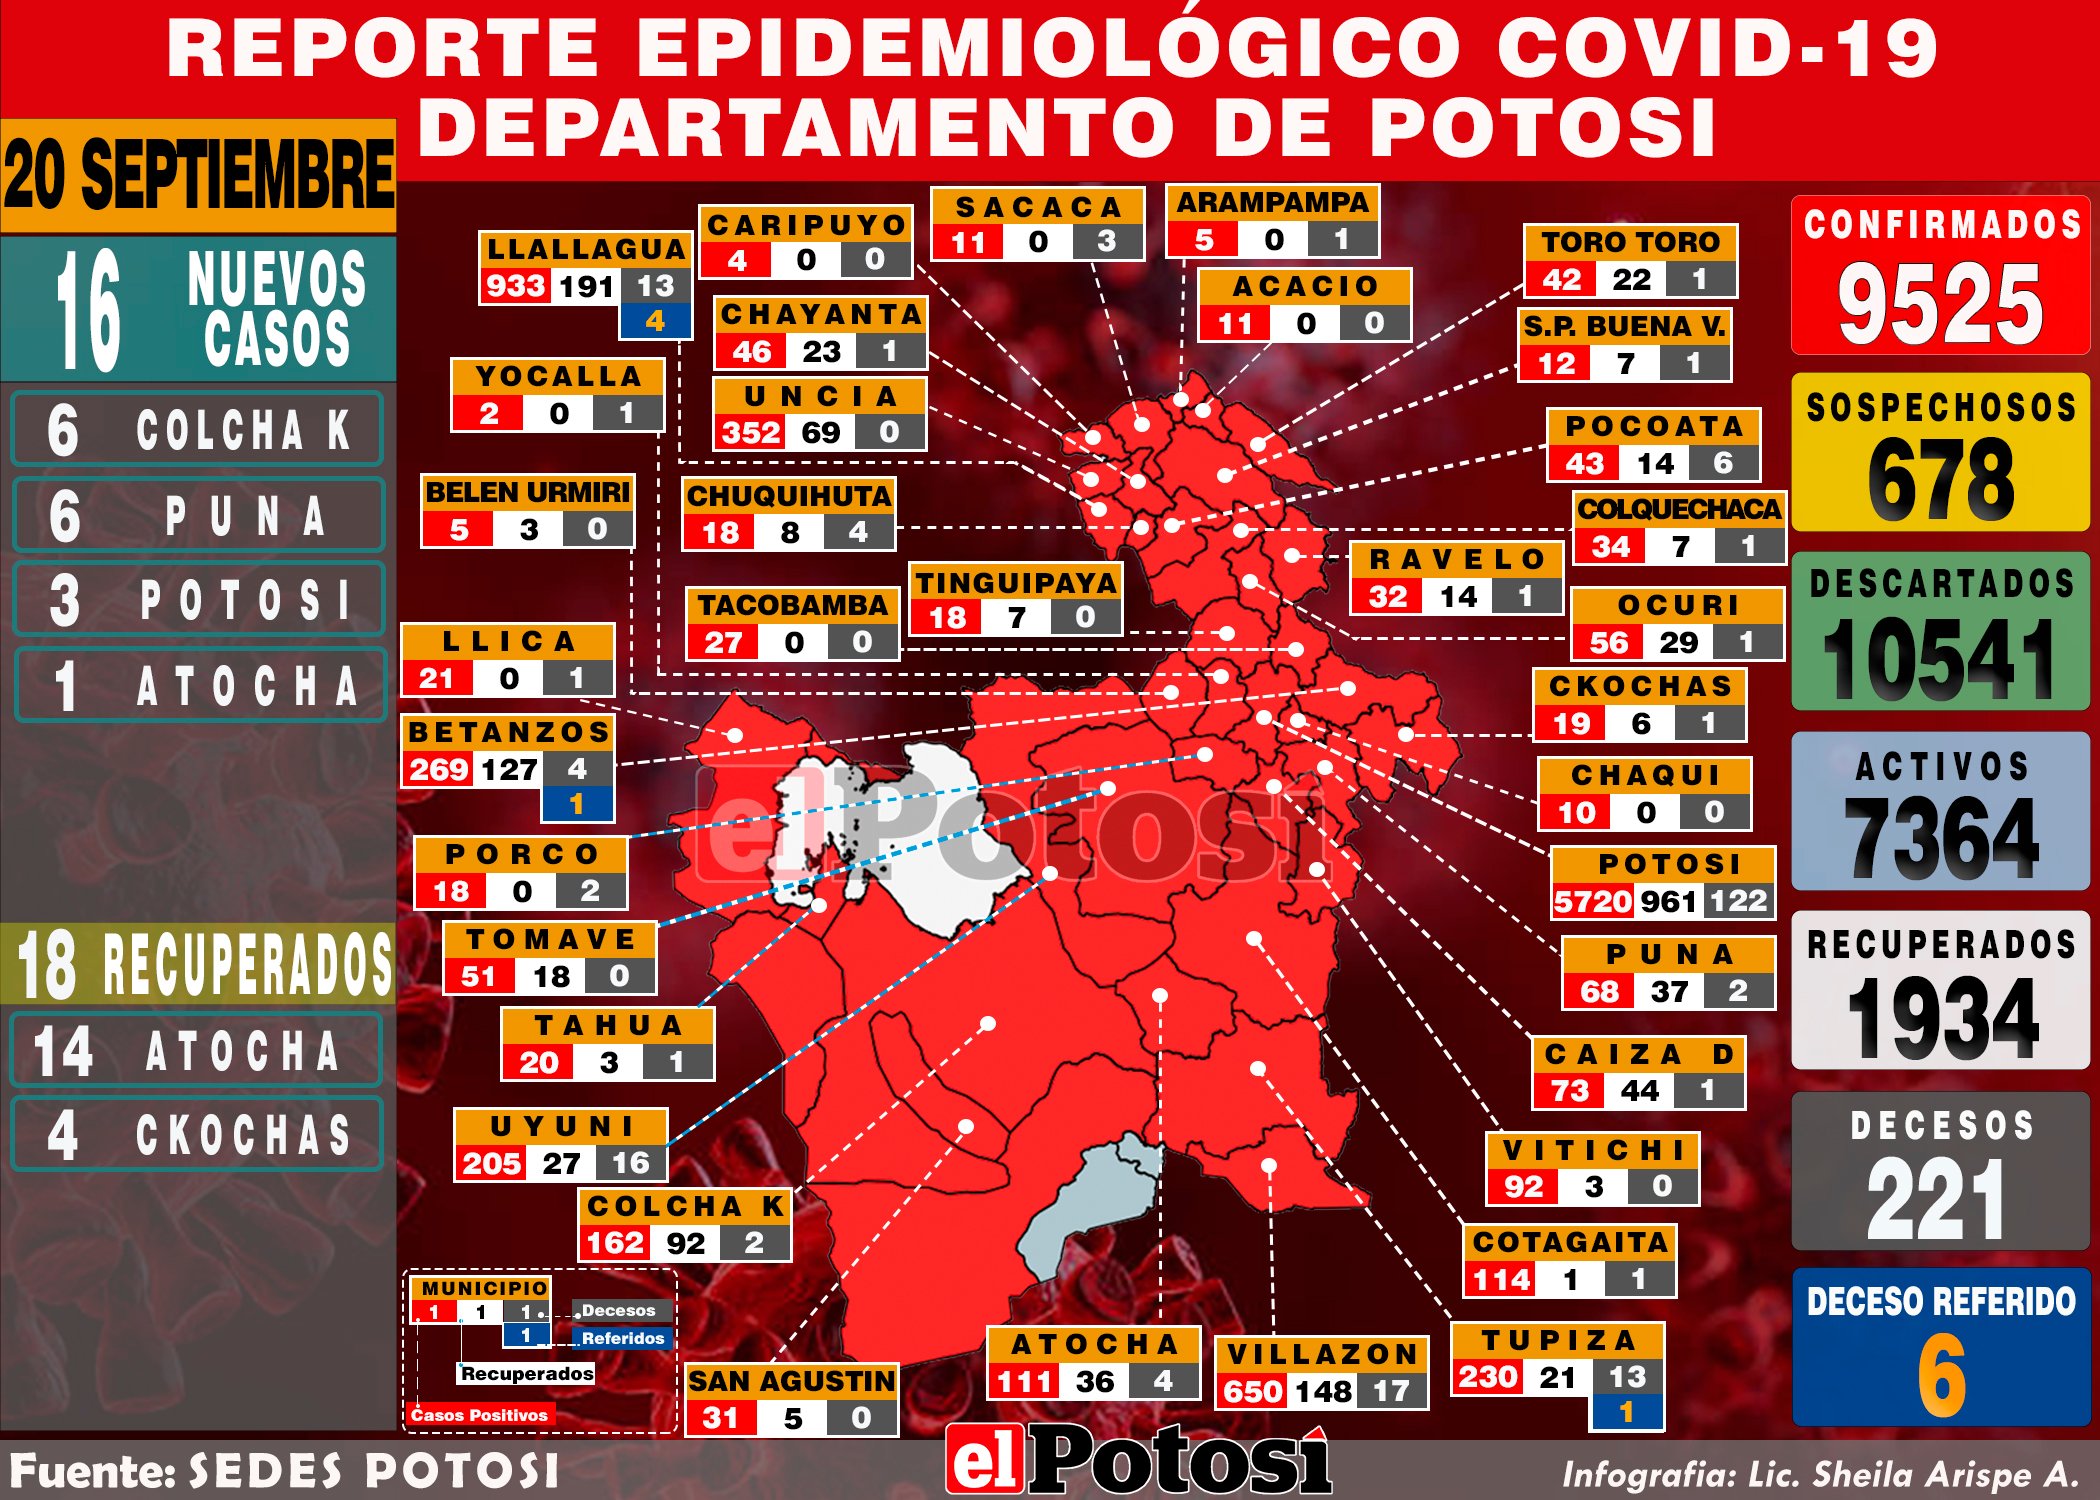 REPORTE EPIDEMIOLÓGICO COVID-19
DEPARTAMENTO DE POTOSI
20 SEPTIEMBRE
16 NUEVOS
CASOS
6 COLCHA K
6 PUNA
3 POTOSI
1 ATOCHA
18 RECUPERADOS
14 ATOCHA
4 CKOCHAS
LLALLAGUA
933 191 13
4
CARIPUYO
4 0 0
SACACA
11 0 3
ARAMPAMPA
5 0 1
ACACIO
11 0 0
TORO TORO
42 22 1
S.P. BUENA V.
12 7 1
CHAYANTA
46 23 1
YOCALLA
2 0 1
UNCIA
352 69 0
POCOATA
43 14 6
BELEN URMIRI
5 3 0
CHUQUIHUTA
18 8 4
COLQUECHACA
34 7 1
RAVELO
32 14 1
TINGUIPAYA
18 7 0
TACOBAMBA
27 0 0
OCURI
56 29 1
LLICA
21 0 1
CKOCHAS
19 6 1
BETANZOS
269 127 4
1
CHAQUI
10 0 0
PORCO
18 0 2
POTOSI
5720 961 122
TOMAVE
51 18 0
PUNA
68 37 2
TAHUA
20 3 1
CAIZA D
73 44 1
UYUNI
205 27 16
VITICHI
92 3 0
COLCHA K
162 92 2
COTAGAITA
114 1 1
SAN AGUSTIN
31 5 0
ATOCHA
111 36 4
VILLAZON
650 148 17
TUPIZA
230 21 13
1
el Potosí
MUNICIPIO
1 1 1 Decesos
1 Referidos
Recuperados
Casos Positivos
CONFIRMADOS
9525
SOSPECHOSOS
678
DESCARTADOS
10541
ACTIVOS
7364
RECUPERADOS
1934
DECESOS
221
DECESO REFERIDO
6
Fuente: SEDES POTOSI
el Potosí
Infografia: Lic. Sheila Arispe A.